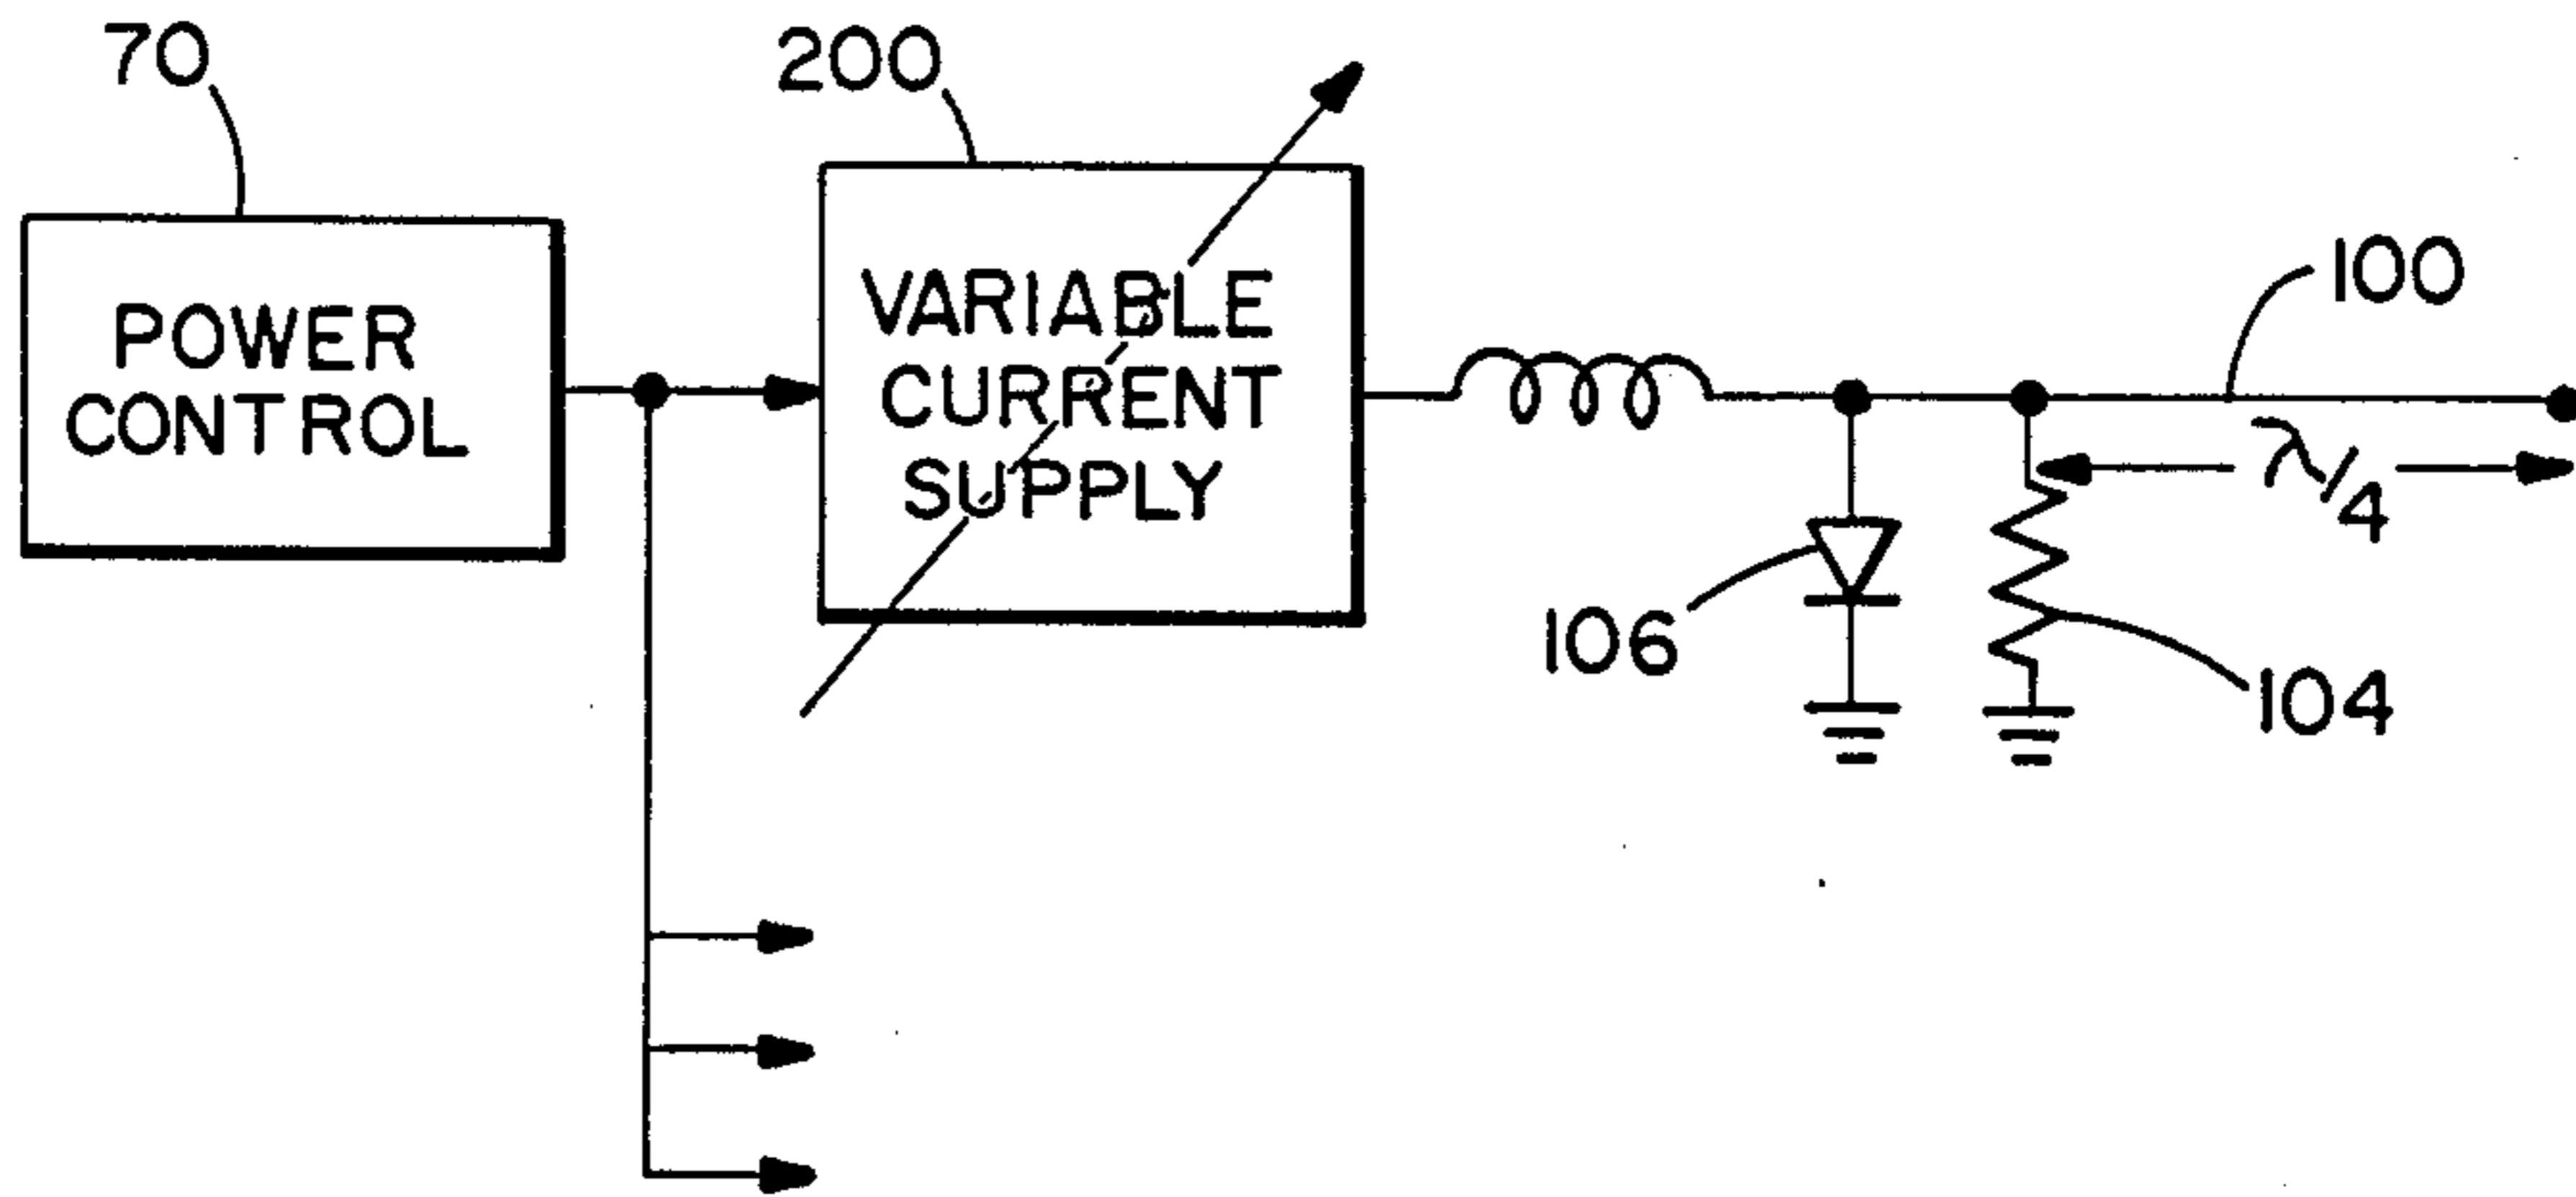 70
200
POWER
CONTROL
VARIABLE
CURRENT
SUPPLY
100
λ/4
106
104